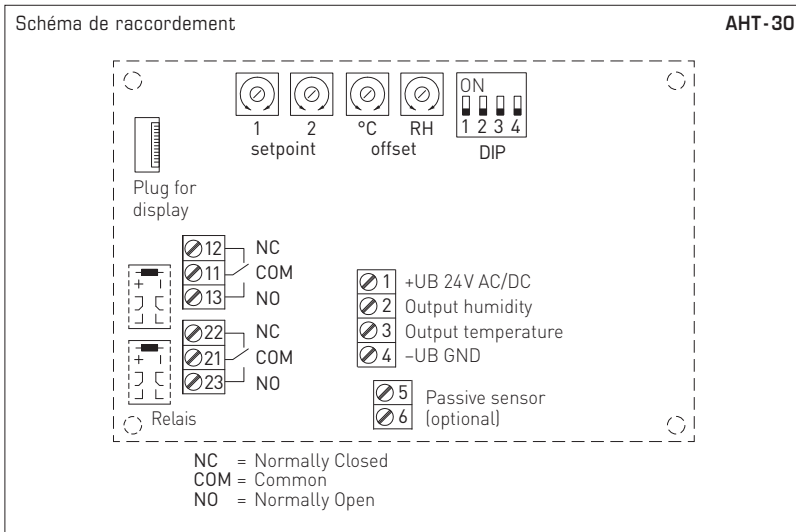 Schéma de raccordement AHT-30
ON
1 2 3 4
1 2 °C RH
setpoint offset DIP
Plug for
display
12 NC
11 COM
13 NO
22 NC
21 COM
23 NO
+ –
+ –
Relais
1 +UB 24V AC/DC
2 Output humidity
3 Output temperature
4 –UB GND
5 Passive sensor
6 (optional)
NC = Normally Closed
COM = Common
NO = Normally Open